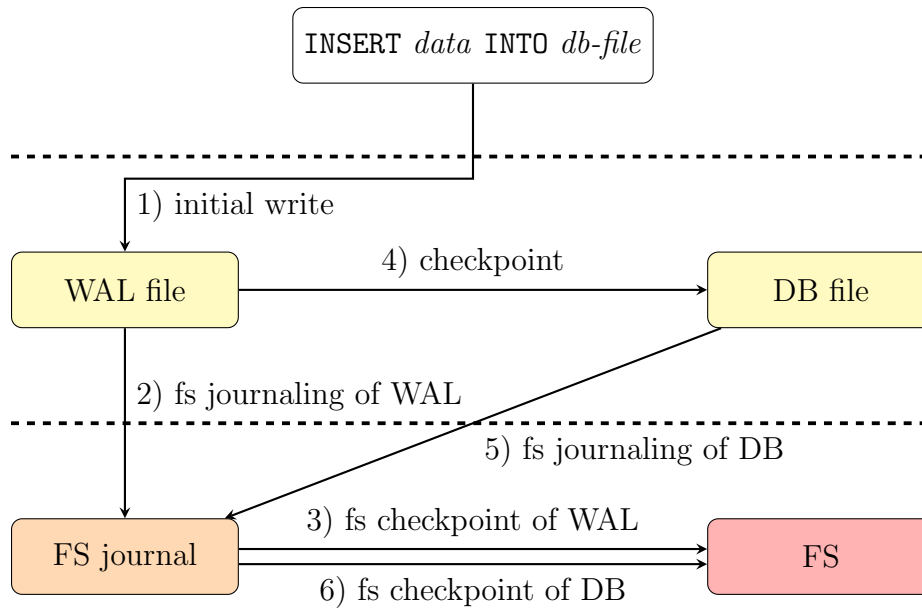 INSERT data INTO db-file
1) initial write
4) checkpoint
WAL file
DB file
2) fs journaling of WAL
5) fs journaling of DB
3) fs checkpoint of WAL
FS journal
FS
6) fs checkpoint of DB